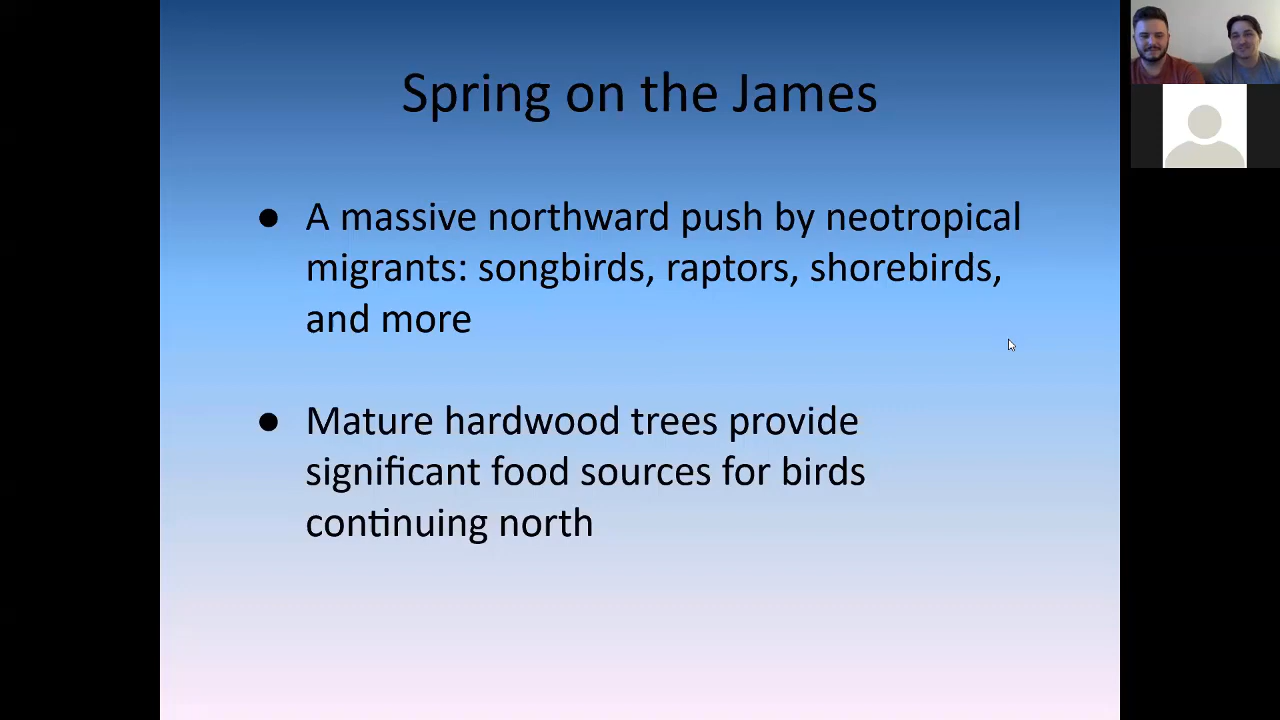 Spring on the James
● A massive northward push by neotropical
migrants: songbirds, raptors, shorebirds,
and more
● Mature hardwood trees provide
significant food sources for birds
continuing north